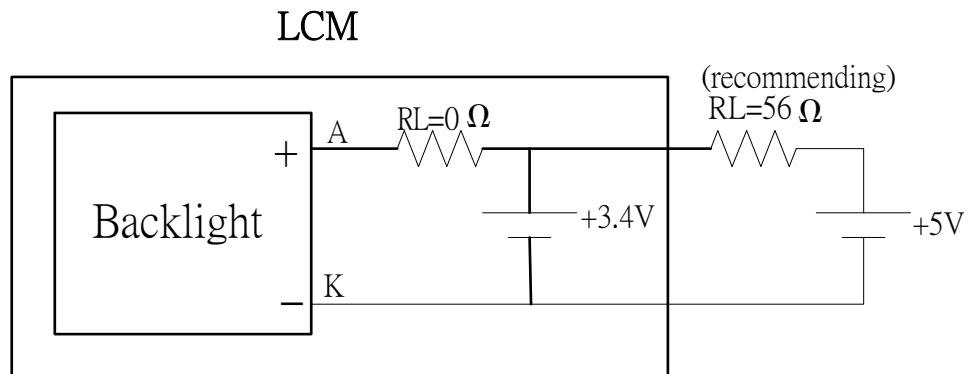 LCM
(recommending)
RL=0 Ω
RL=56 Ω
A
+
Backlight
+3.4V
+5V
K
−